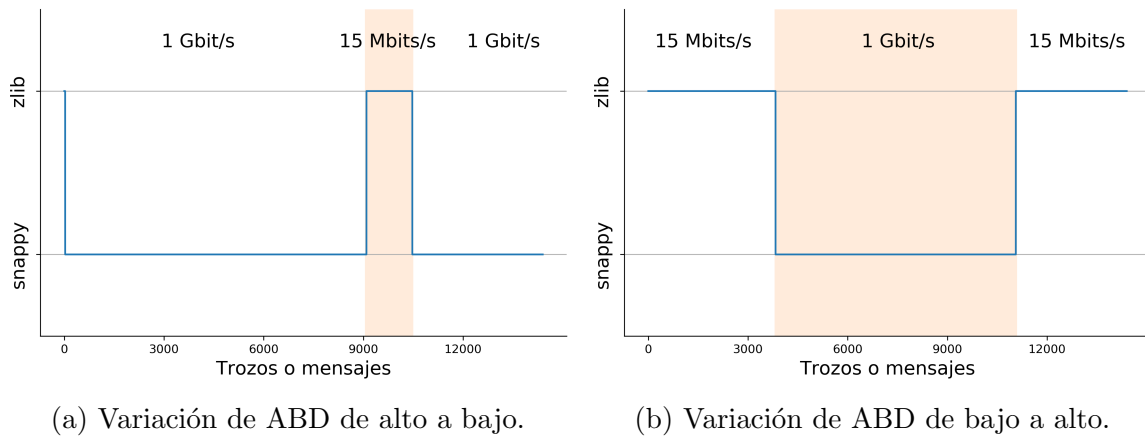 1 Gbit/s
15 Mbits/s
1 Gbit/s
zlib
snappy
0
3000
6000
9000
12000
Trozos o mensajes
(a) Variación de ABD de alto a bajo.
15 Mbits/s
1 Gbit/s
15 Mbits/s
zlib
snappy
0
3000
6000
9000
12000
Trozos o mensajes
(b) Variación de ABD de bajo a alto.